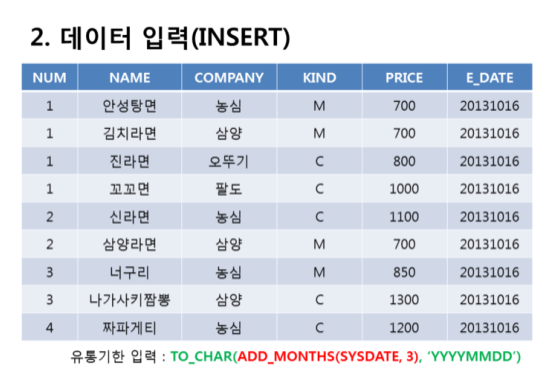 2. 데이터 입력(INSERT)
NUM NAME COMPANY KIND PRICE E_DATE
1 안성탕면 농심 M 700 20131016
1 김치라면 삼양 M 700 20131016
1 진라면 오뚜기 C 800 20131016
1 꼬꼬면 팔도 C 1000 20131016
2 신라면 농심 C 1100 20131016
2 삼양라면 삼양 M 700 20131016
3 너구리 농심 M 850 20131016
3 나가사키짬뽕 삼양 C 1300 20131016
4 짜파게티 농심 C 1200 20131016
유통기한 입력 : TO_CHAR(ADD_MONTHS(SYSDATE, 3), ‘YYYYMMDD’)